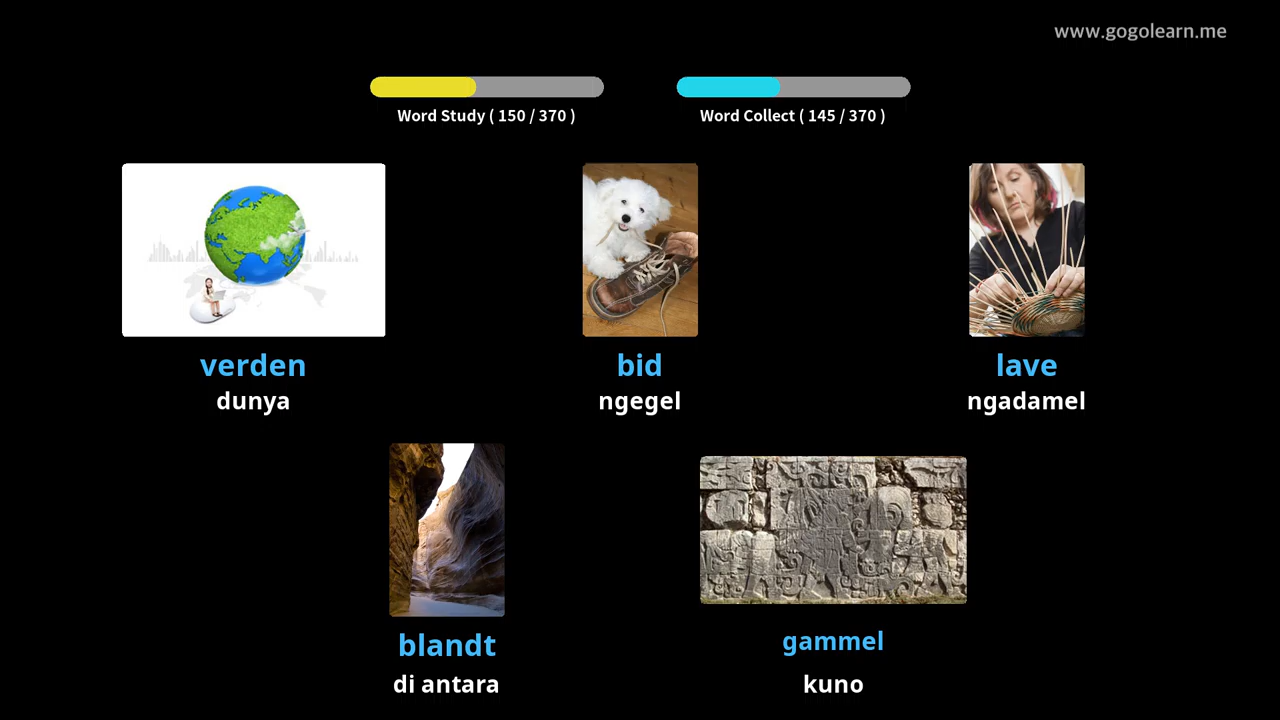 www.gogolearn.me
Word Study ( 150 / 370 )
Word Collect ( 145 / 370 )
verden
dunya
bid
ngegel
lave
ngadamel
blandt
di antara
gammel
kuno